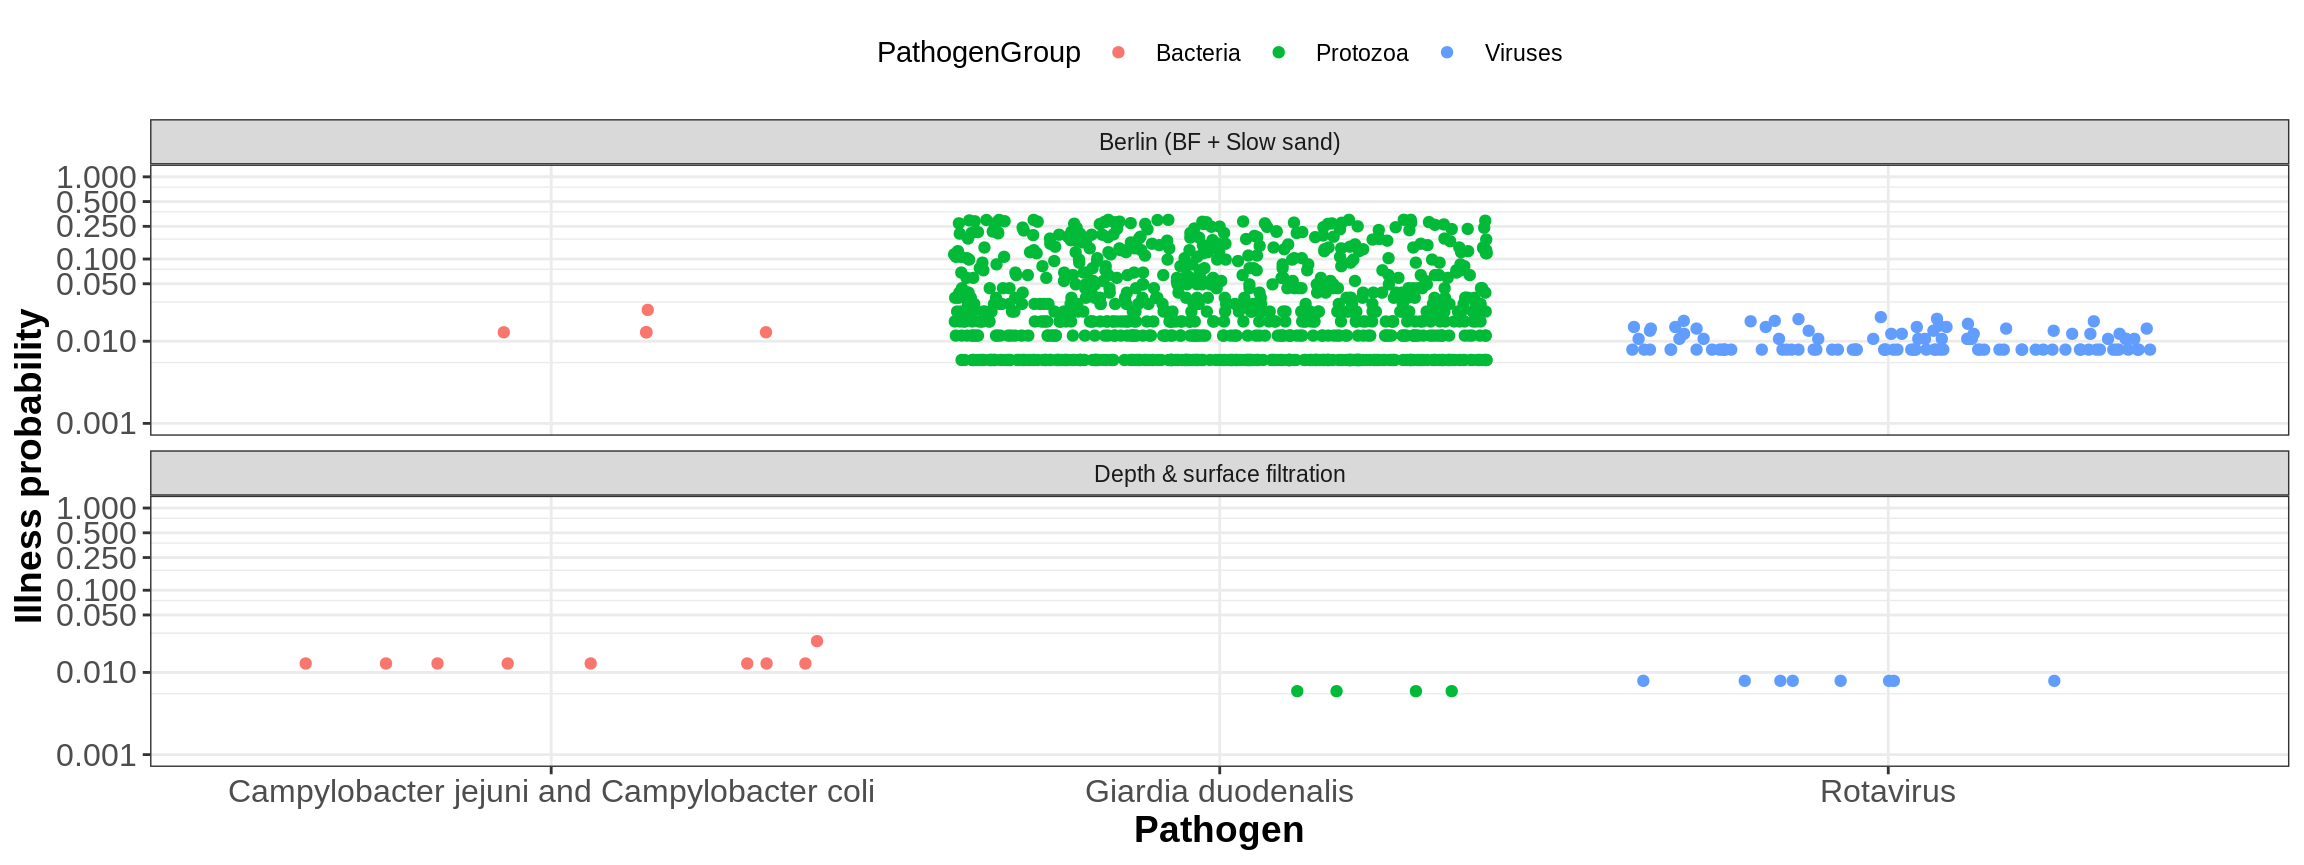 PathogenGroup Bacteria Protozoa Viruses
Berlin (BF + Slow sand)
1.000
0.500
0.250
0.100
0.050
0.010
0.001
Illness probability
Depth & surface filtration
1.000
0.500
0.250
0.100
0.050
0.010
0.001
Campylobacter jejuni and Campylobacter coli Giardia duodenalis Rotavirus
Pathogen